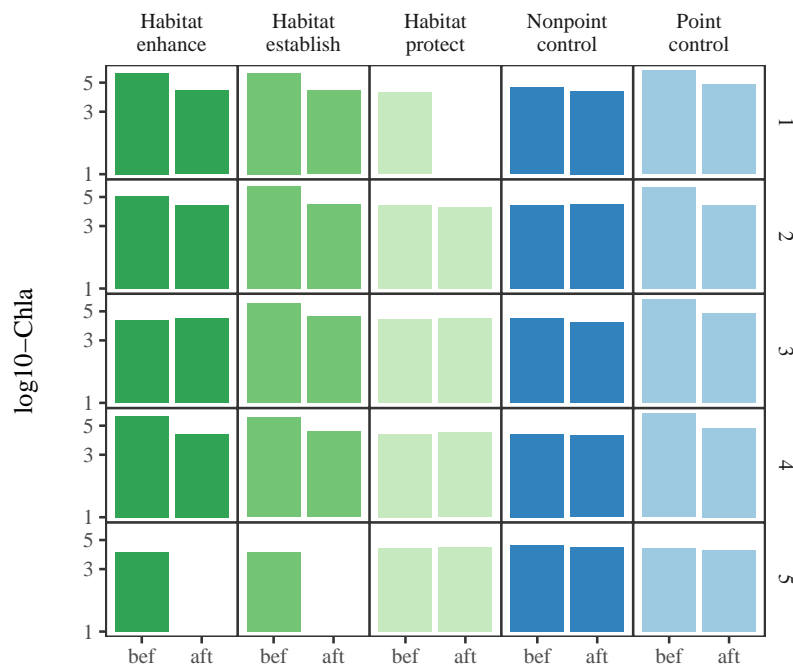 Habitat enhance
Habitat establish
Habitat protect
Nonpoint control
Point control
log10−Chla
5
3
1
1
5
3
1
2
5
3
1
3
5
3
1
4
5
3
1
5
bef aft bef aft bef aft bef aft bef aft